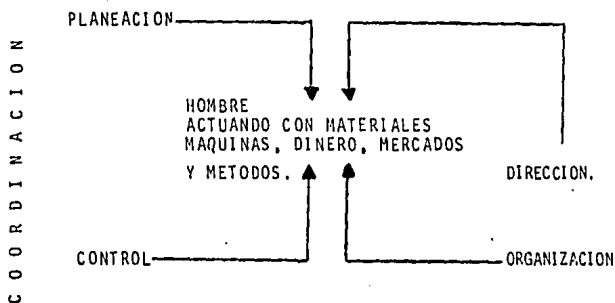 COORDINACION
PLANEACION
HOMBRE
ACTUANDO CON MATERIALES
MAQUINAS, DINERO, MERCADOS
Y METODOS.
DIRECCION.
CONTROL
ORGANIZACION